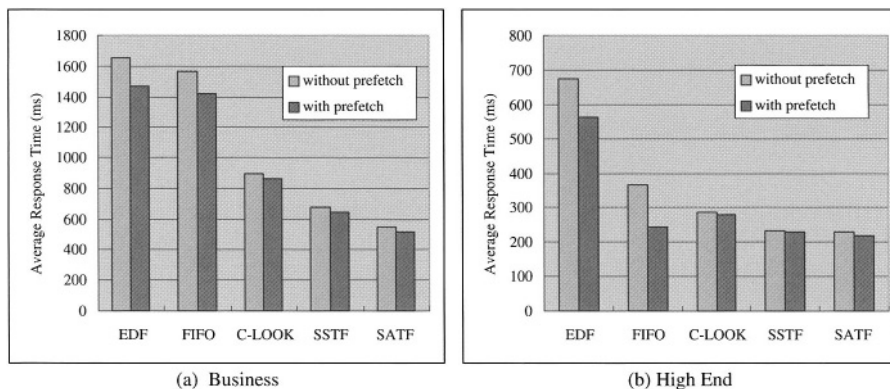 1800
1600
1400
1200
1000
800
600
400
200
0
Average Response Time (ms)
without prefetch
with prefetch
EDF FIFO C-LOOK SSTF SATF
(a) Business
800
700
600
500
400
300
200
100
0
Average Response Time (ms)
without prefetch
with prefetch
EDF FIFO C-LOOK SSTF SATF
(b) High End